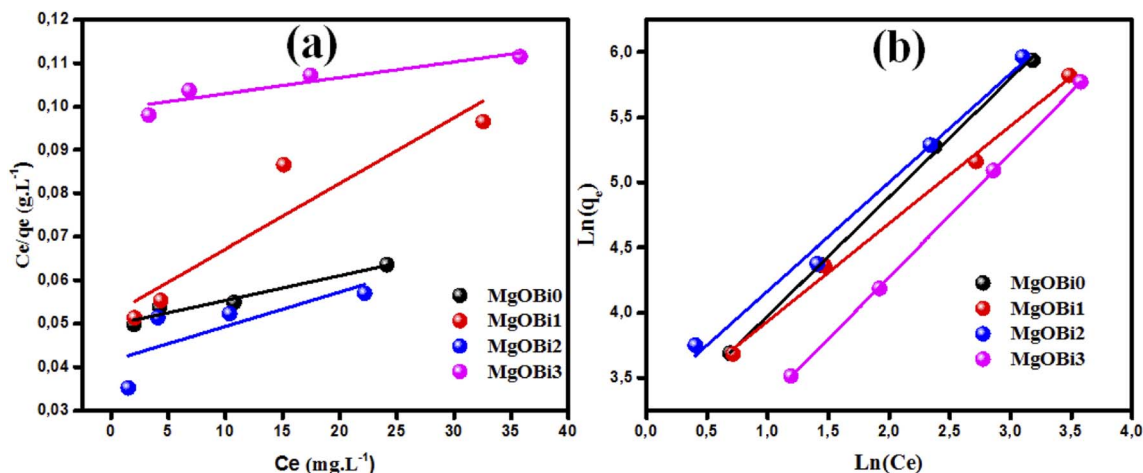 (a)
0,12
0,11
0,10
0,09
0,08
0,07
0,06
0,05
0,04
0,03
Ce/qe (g.L⁻¹)
0 5 10 15 20 25 30 35 40
Ce (mg.L⁻¹)
MgOBi0
MgOBi1
MgOBi2
MgOBi3
(b)
6,0
5,5
5,0
4,5
4,0
3,5
Ln(qₑ)
0,0 0,5 1,0 1,5 2,0 2,5 3,0 3,5 4,0
Ln(Ce)
MgOBi0
MgOBi1
MgOBi2
MgOBi3